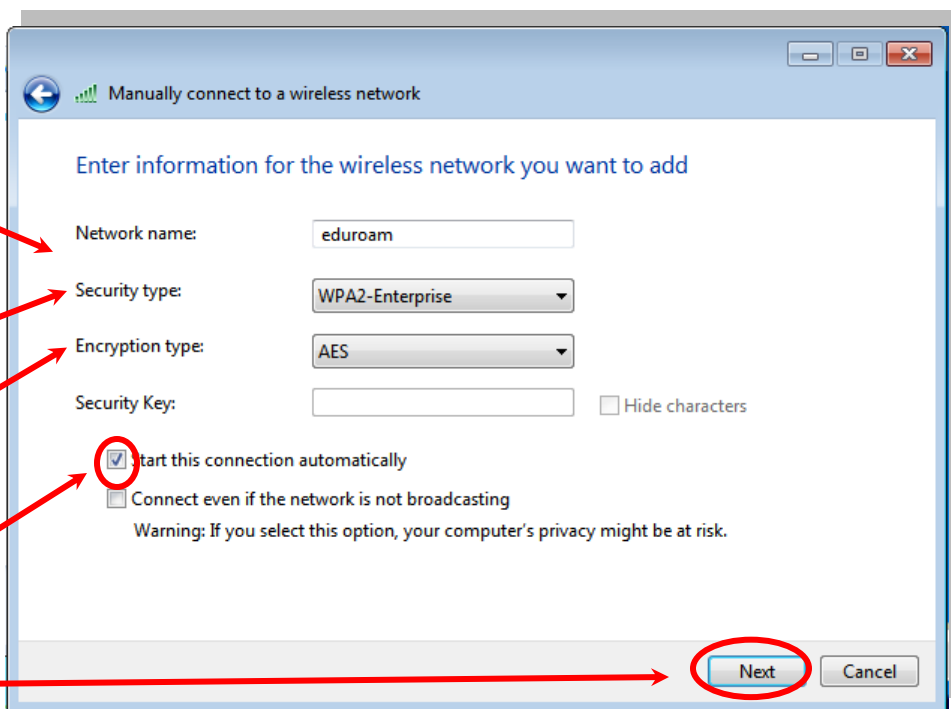 Manually connect to a wireless network
Enter information for the wireless network you want to add
Network name: eduroam
Security type: WPA2-Enterprise
Encryption type: AES
Security Key: Hide characters
Start this connection automatically
Connect even if the network is not broadcasting
Warning: If you select this option, your computer's privacy might be at risk.
Next Cancel